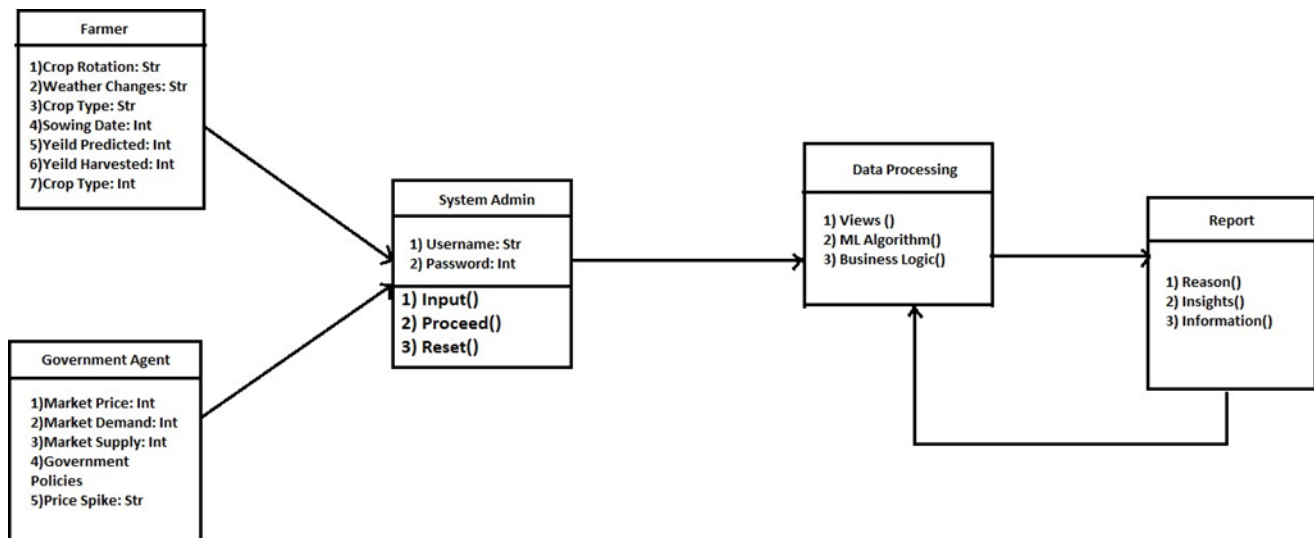 Farmer
1)Crop Rotation: Str
2)Weather Changes: Str
3)Crop Type: Str
4)Sowing Date: Int
5)Yeild Predicted: Int
6)Yeild Harvested: Int
7)Crop Type: Int
Government Agent
1)Market Price: Int
2)Market Demand: Int
3)Market Supply: Int
4)Government
Policies
5)Price Spike: Str
System Admin
1) Username: Str
2) Password: Int
1) Input()
2) Proceed()
3) Reset()
Data Processing
1) Views ()
2) ML Algorithm()
3) Business Logic()
Report
1) Reason()
2) Insights()
3) Information()